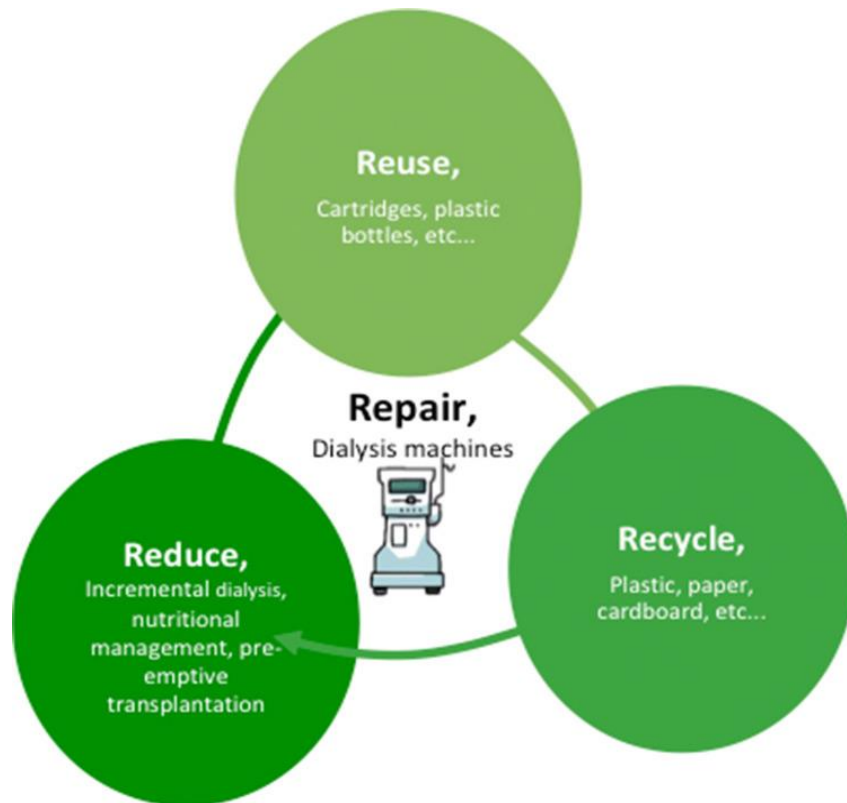 Reuse,
Cartridges, plastic
bottles, etc...
Repair,
Dialysis machines
Reduce,
Incremental dialysis,
nutritional
management, pre-
emptive
transplantation
Recycle,
Plastic, paper,
cardboard, etc...